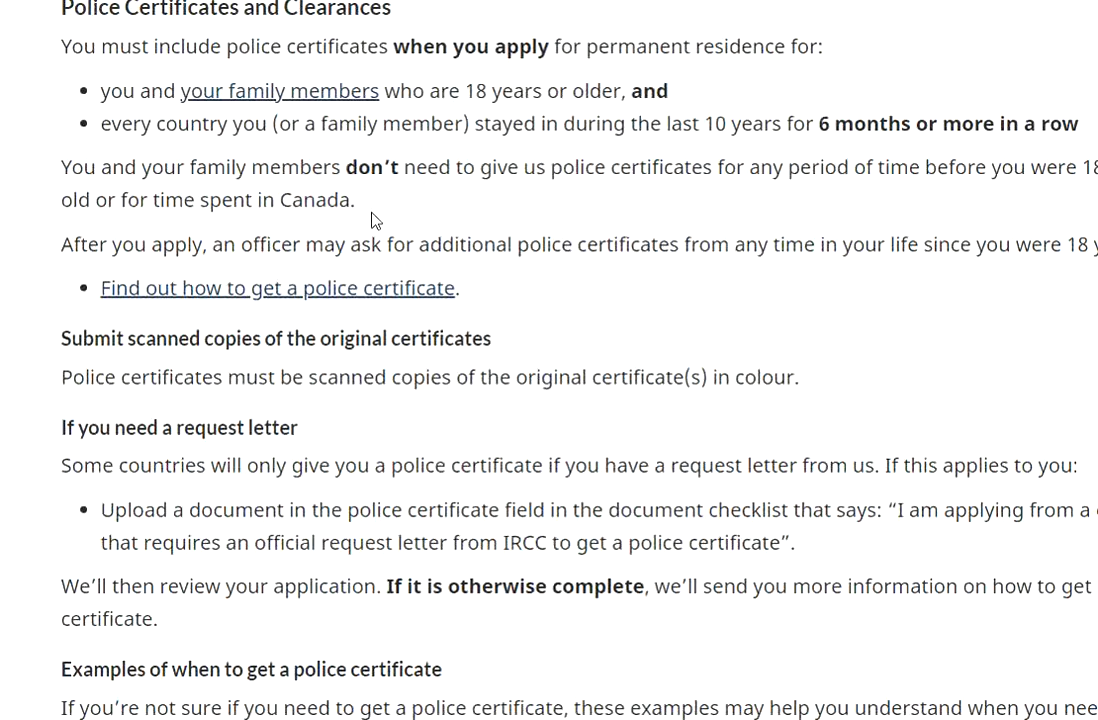 Police Certificates and Clearances
You must include police certificates when you apply for permanent residence for:
you and your family members who are 18 years or older, and
every country you (or a family member) stayed in during the last 10 years for 6 months or more in a row
You and your family members don't need to give us police certificates for any period of time before you were 18
old or for time spent in Canada.
After you apply, an officer may ask for additional police certificates from any time in your life since you were 18
Find out how to get a police certificate.
Submit scanned copies of the original certificates
Police certificates must be scanned copies of the original certificate(s) in colour.
If you need a request letter
Some countries will only give you a police certificate if you have a request letter from us. If this applies to you:
Upload a document in the police certificate field in the document checklist that says: “I am applying from a
that requires an official request letter from IRCC to get a police certificate”.
We'll then review your application. If it is otherwise complete, we'll send you more information on how to get
certificate.
Examples of when to get a police certificate
If you're not sure if you need to get a police certificate, these examples may help you understand when you